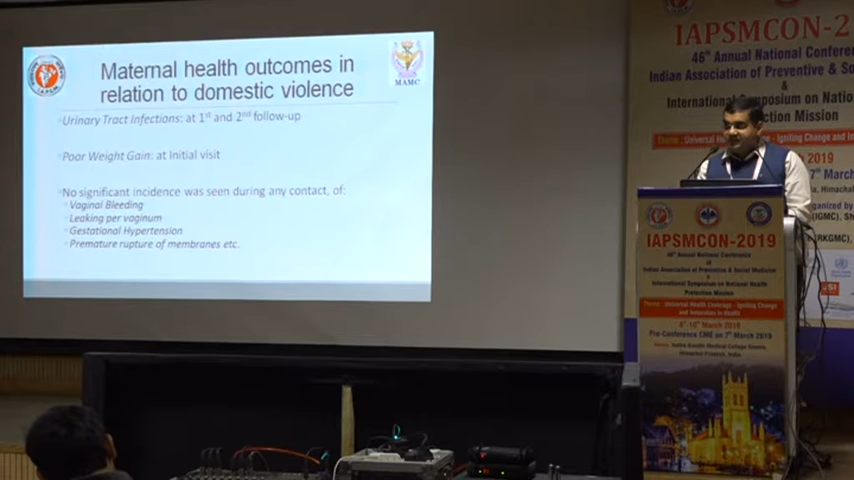 Maternal health outcomes in
relation to domestic violence
MAMC
Urinary Tract Infections: at 1st and 2nd follow-up
Poor Weight Gain: at Initial visit
No significant incidence was seen during any contact, of:
Vaginal Bleeding
Leaking per vaginum
Gestational Hypertension
Premature rupture of membranes etc.
IAPSMCON-2
46th Annual National Confere
Indian Association of Preventive & So
&
International Symposium on Natio
ction Mission
Theme: Universal
- Igniting Change and In
2019
7th March
, Himachal
ganized by
(IGMC), Sh
(RKGMC),
IAPSMCON-2019
46th Annual National Conference
of
Indian Association of Preventive & Social Medicine
&
International Symposium on National Health
Protection Mission
Theme: Universal Health Coverage - Igniting Change
and Innovation in Health
8th-10th March 2019
Pre-Conference CME on 7th March 2019
Indira Gandhi Medical College Shimla,
Himachal Pradesh, India